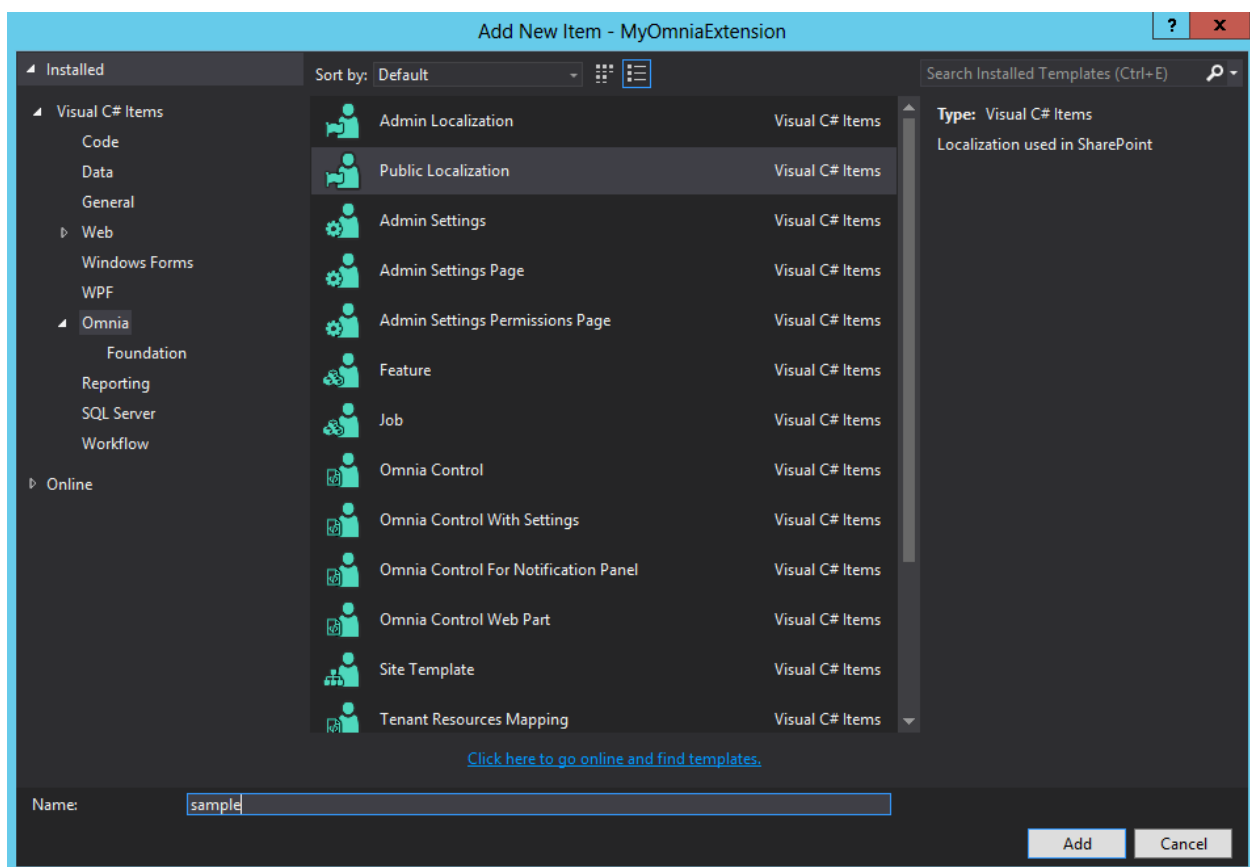 Add New Item - MyOmniaExtension
? x
Installed
Sort by: Default
Search Installed Templates (Ctrl+E)
Visual C# Items
Code
Data
General
Web
Windows Forms
WPF
Omnia
Foundation
Reporting
SQL Server
Workflow
Online
Admin Localization Visual C# Items
Public Localization Visual C# Items
Admin Settings Visual C# Items
Admin Settings Page Visual C# Items
Admin Settings Permissions Page Visual C# Items
Feature Visual C# Items
Job Visual C# Items
Omnia Control Visual C# Items
Omnia Control With Settings Visual C# Items
Omnia Control For Notification Panel Visual C# Items
Omnia Control Web Part Visual C# Items
Site Template Visual C# Items
Tenant Resources Mapping Visual C# Items
Click here to go online and find templates.
Type: Visual C# Items
Localization used in SharePoint
Name: sample
Add Cancel